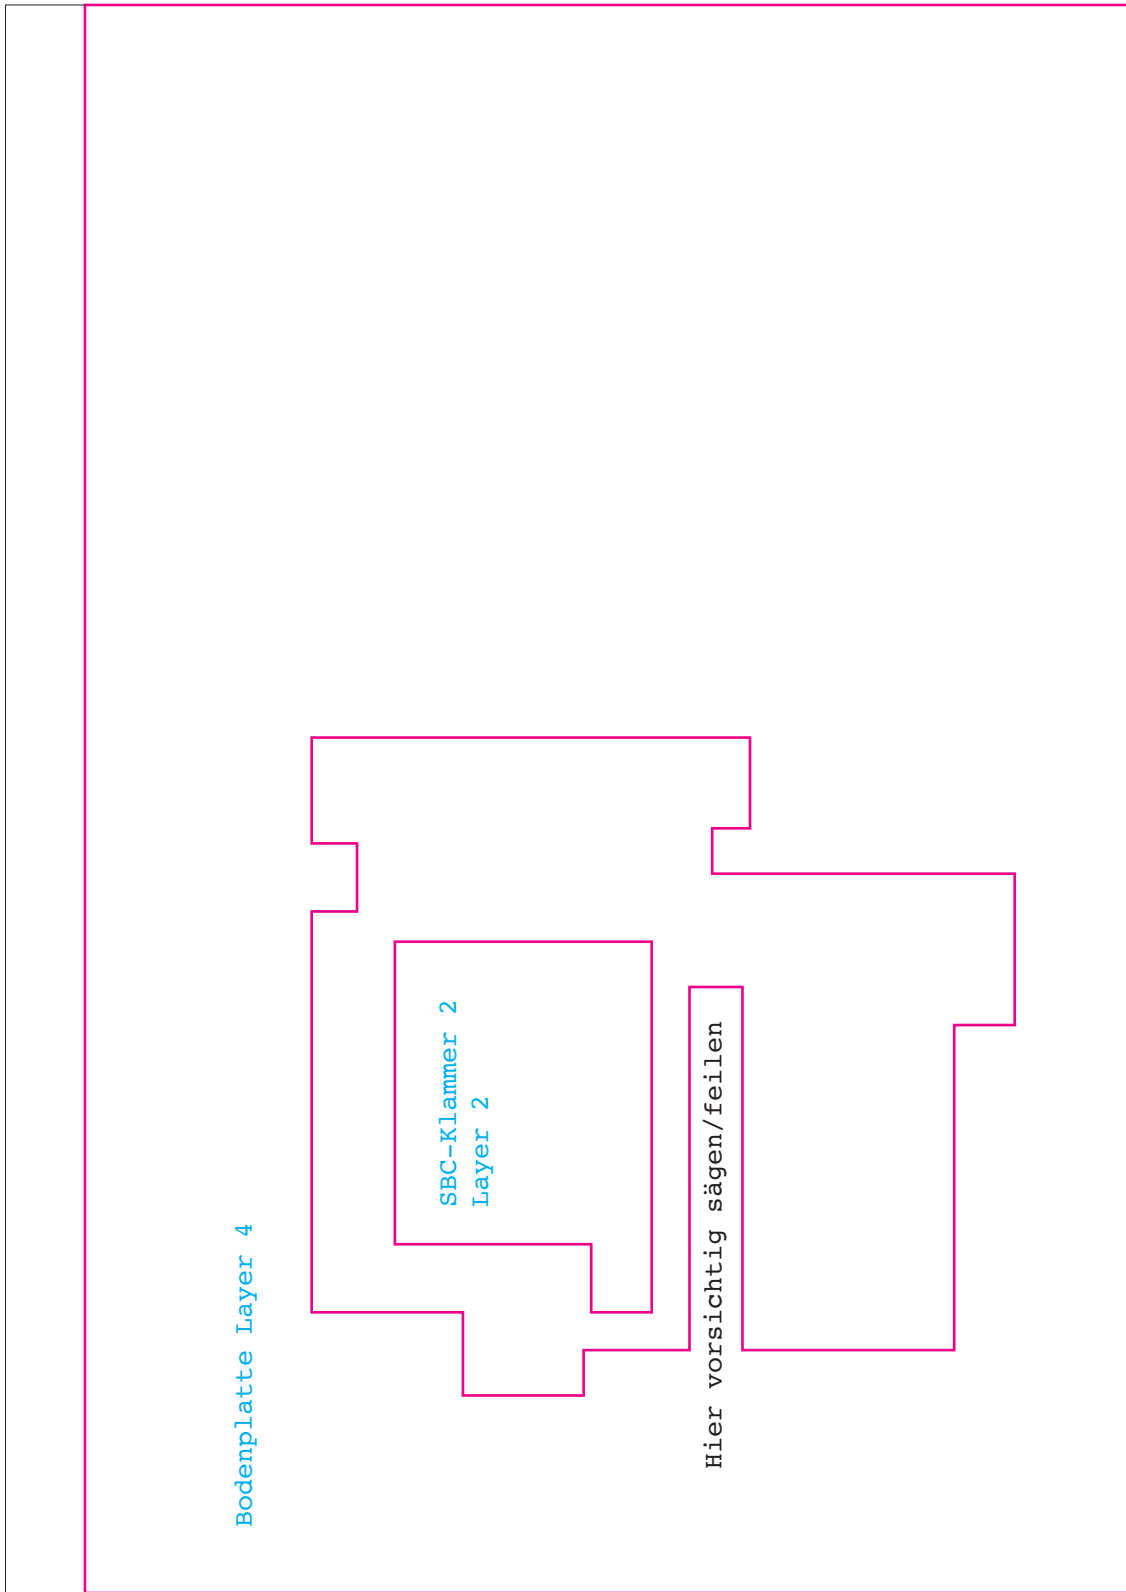 Bodenplatte Layer 4
SBC-Klammer 2
Layer 2
Hier vorsichtig sägen/feilen